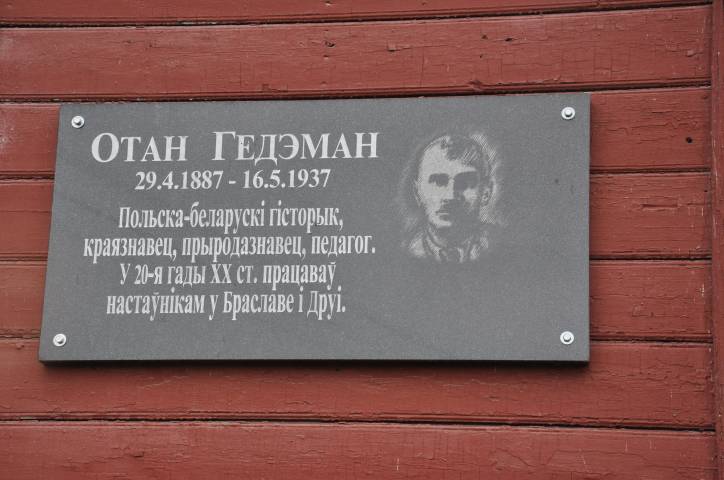 Отан Гедэман
29.4.1887 - 16.5.1937
Польска-беларускі гісторык,
краязнавец, прыродазнавец, педагог.
У 20-я гады ХХ ст. працаваў
настаўнікам у Браславе і Друі.